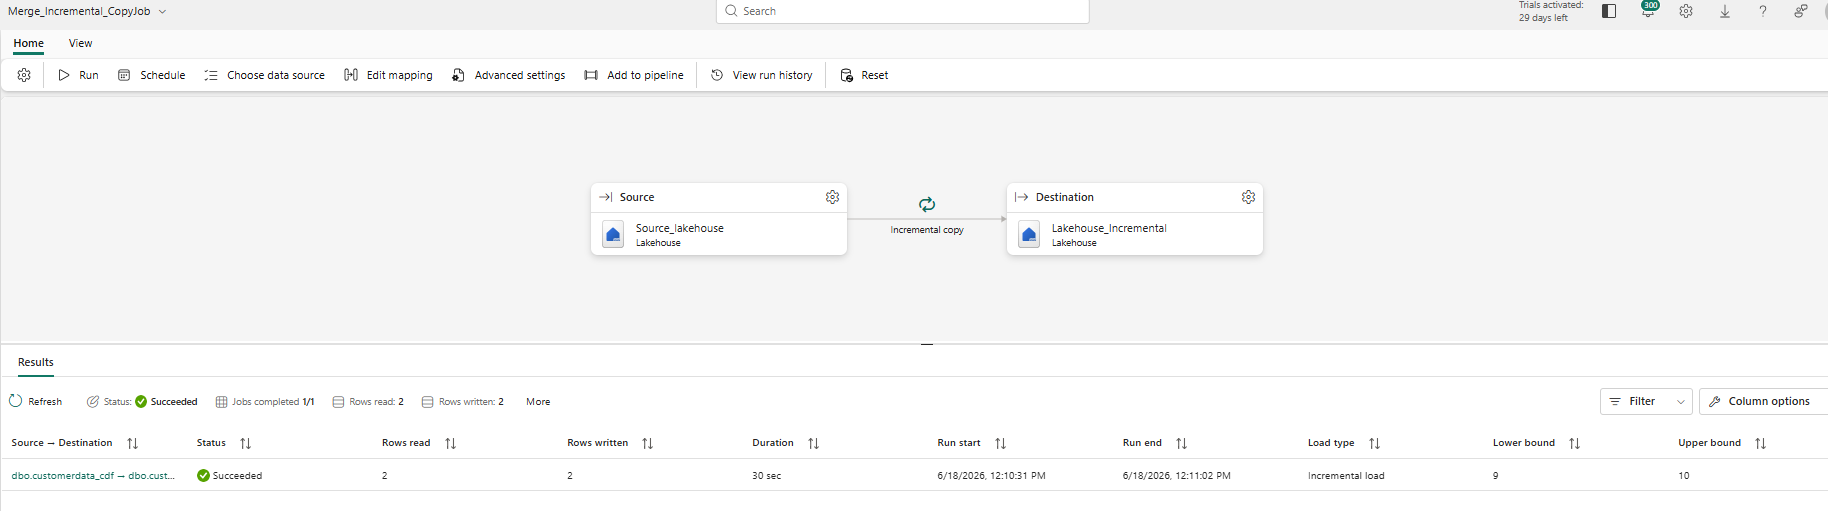 Merge_Incremental_CopyJob
Search
Trials activated:
29 days left
300
Home View
Run Schedule Choose data source Edit mapping Advanced settings Add to pipeline View run history Reset
Source
Source_lakehouse
Lakehouse
Incremental copy
Destination
Lakehouse_Incremental
Lakehouse
Results
Refresh Status: Succeeded Jobs completed 1/1 Rows read: 2 Rows written: 2 More Filter Column options
Source → Destination Status Rows read Rows written Duration Run start Run end Load type Lower bound Upper bound
dbo.customerdata_cdf → dbo.cust... Succeeded 2 2 30 sec 6/18/2026, 12:10:31 PM 6/18/2026, 12:11:02 PM Incremental load 9 10